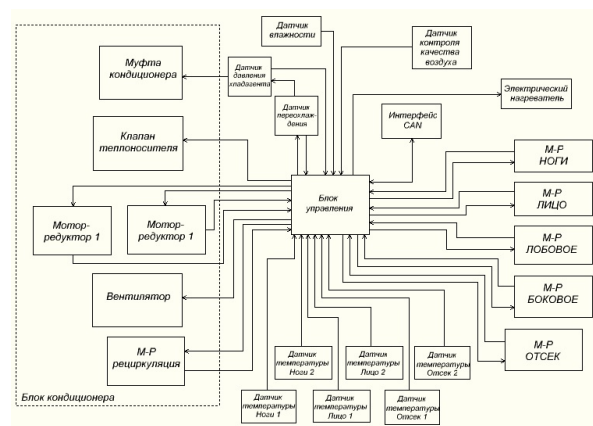 Муфта
кондиционера
Клапан
теплоносителя
Мотор-
редуктор 1
Мотор-
редуктор 1
Вентилятор
М-Р
рециркуляция
Блок кондиционера
Датчик
влажности
Датчик
давления
хладагента
Датчик
переохлаж-
дения
Датчик
контроля
качества
воздуха
Электрический
нагреватель
Интерфейс
CAN
Блок
управления
М-Р
НОГИ
М-Р
ЛИЦО
М-Р
ЛОБОВОЕ
М-Р
БОКОВОЕ
М-Р
ОТСЕК
Датчик
температуры
Ноги 2
Датчик
температуры
Лицо 2
Датчик
температуры
Отсек 2
Датчик
температуры
Ноги 1
Датчик
температуры
Лицо 1
Датчик
температуры
Отсек 1